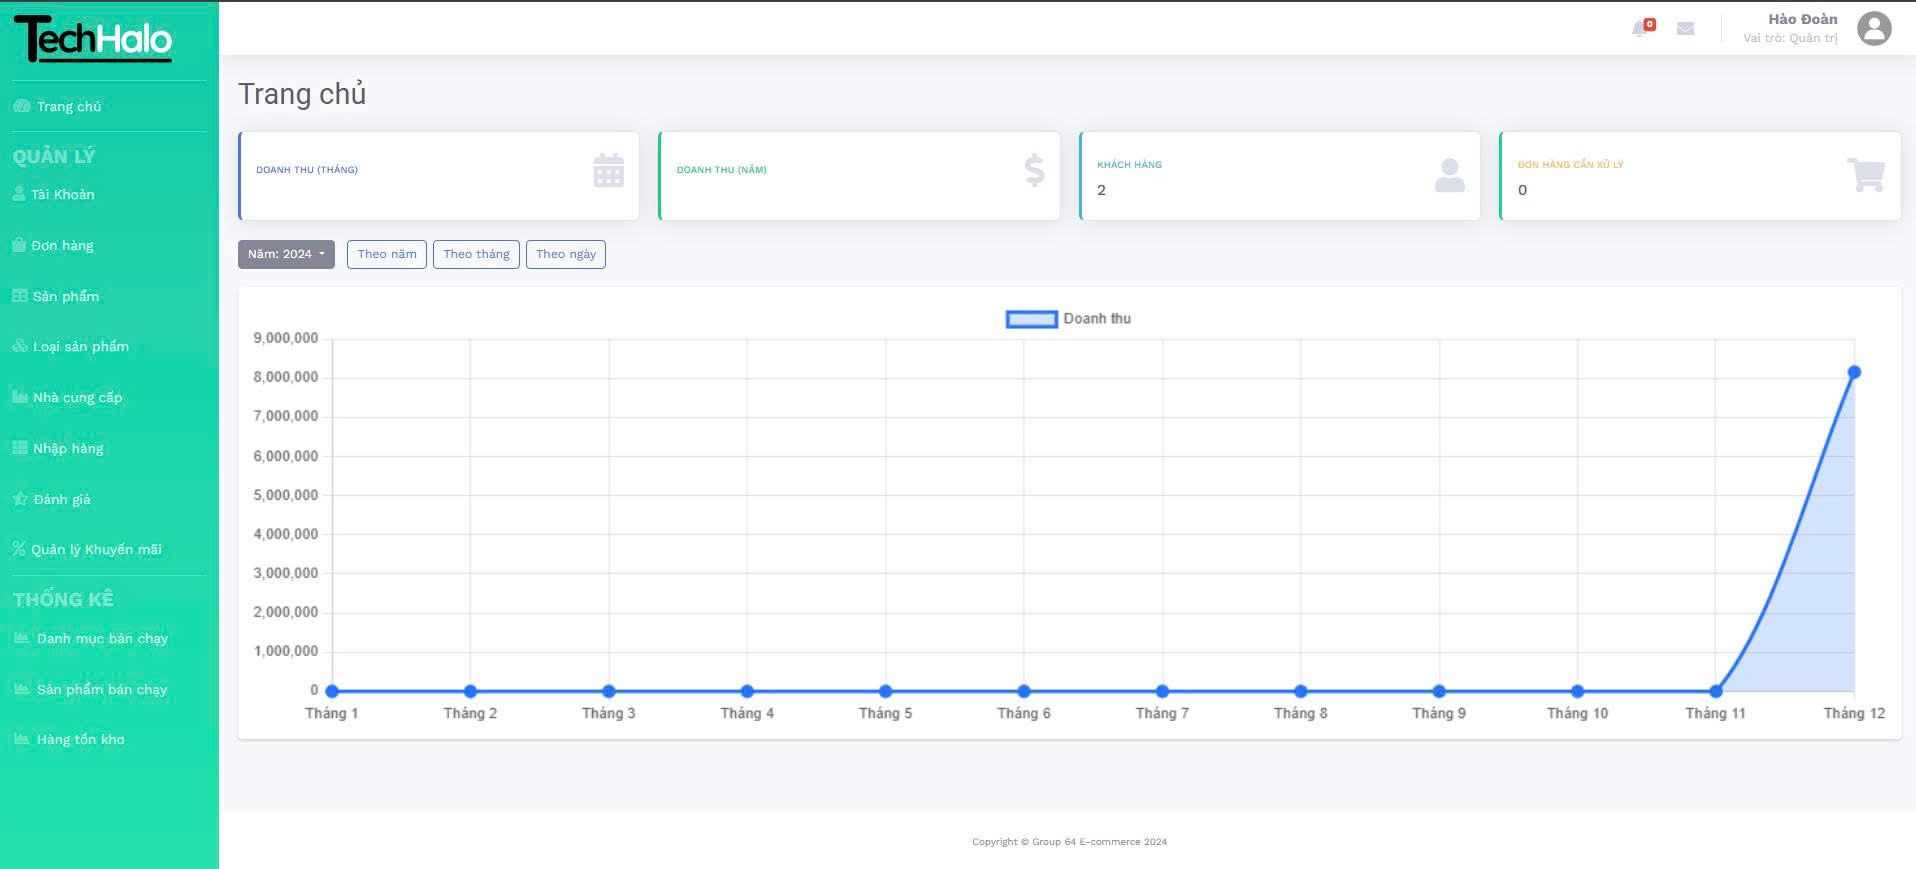 TechHalo
0
Hào Đoàn
Vai trò: Quản trị
Trang chủ
QUẢN LÝ
Tài Khoản
Đơn hàng
Sản phẩm
Loại sản phẩm
Nhà cung cấp
Nhập hàng
Đánh giá
Quản lý Khuyến mãi
THỐNG KÊ
Danh mục bán chạy
Sản phẩm bán chạy
Hàng tồn kho
Trang chủ
DOANH THU (THÁNG)
DOANH THU (NĂM)
KHÁCH HÀNG
2
ĐƠN HÀNG CẦN XỬ LÝ
0
Năm: 2024
Theo năm
Theo tháng
Theo ngày
Doanh thu
9,000,000
8,000,000
7,000,000
6,000,000
5,000,000
4,000,000
3,000,000
2,000,000
1,000,000
0
Tháng 1
Tháng 2
Tháng 3
Tháng 4
Tháng 5
Tháng 6
Tháng 7
Tháng 8
Tháng 9
Tháng 10
Tháng 11
Tháng 12
Copyright © Group 64 E-commerce 2024